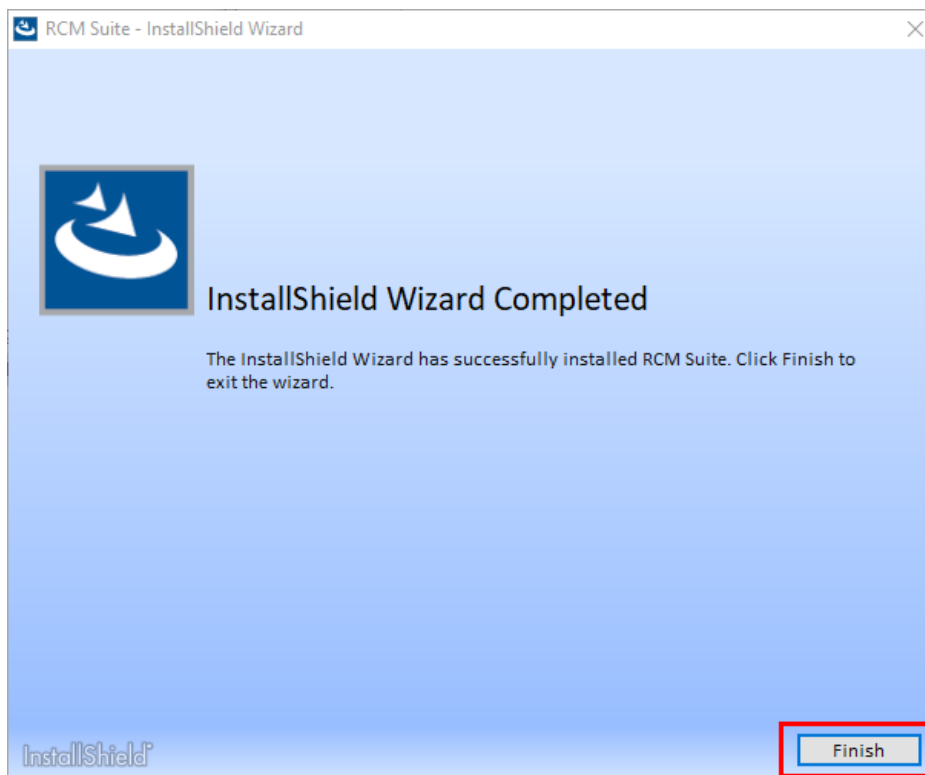 RCM Suite - InstallShield Wizard
InstallShield Wizard Completed
The InstallShield Wizard has successfully installed RCM Suite. Click Finish to
exit the wizard.
InstallShield®
Finish